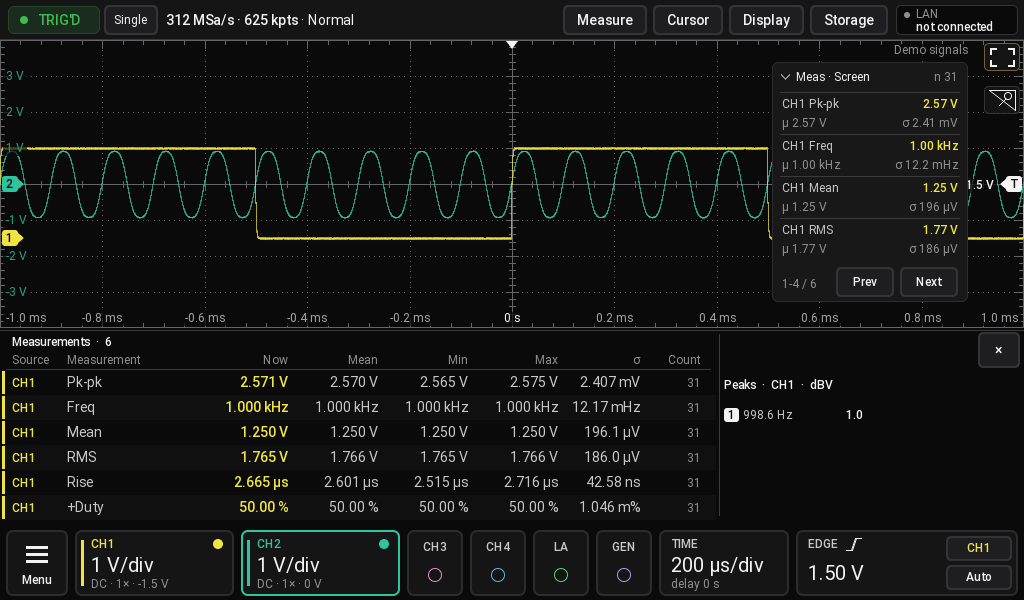 TRIG'D Single 312 MSa/s · 625 kpts · Normal Measure Cursor Display Storage LAN
not connected
Demo signals
3 V
Meas · Screen n 31
CH1 Pk-pk 2.57 V
2 V
μ 2.57 V σ 2.41 mV
1 V
CH1 Freq 1.00 kHz
μ 1.00 kHz σ 12.2 mHz
2
CH1 Mean 1.25 V
1.5 V T
μ 1.25 V σ 196 μV
-1 V
CH1 RMS 1.77 V
1
μ 1.77 V σ 186 μV
-2 V
1-4 / 6 Prev Next
-3 V
-1.0 ms -0.8 ms -0.6 ms -0.4 ms -0.2 ms 0 s 0.2 ms 0.4 ms 0.6 ms 0.8 ms 1.0 ms
Measurements · 6
×
Source Measurement Now Mean Min Max σ Count
CH1 Pk-pk 2.571 V 2.570 V 2.565 V 2.575 V 2.407 mV 31
CH1 Freq 1.000 kHz 1.000 kHz 1.000 kHz 1.000 kHz 12.17 mHz 31
CH1 Mean 1.250 V 1.250 V 1.250 V 1.250 V 196.1 μV 31
CH1 RMS 1.765 V 1.766 V 1.765 V 1.766 V 186.0 μV 31
CH1 Rise 2.665 μs 2.601 μs 2.515 μs 2.716 μs 42.58 ns 31
CH1 +Duty 50.00 % 50.00 % 50.00 % 50.00 % 1.046 m% 31
Peaks · CH1 · dBV
1 998.6 Hz 1.0
Menu
CH1
1 V/div
DC · 1× · -1.5 V
CH2
1 V/div
DC · 1× · 0 V
CH3
CH4
LA
GEN
TIME
200 μs/div
delay 0 s
EDGE
1.50 V
CH1
Auto